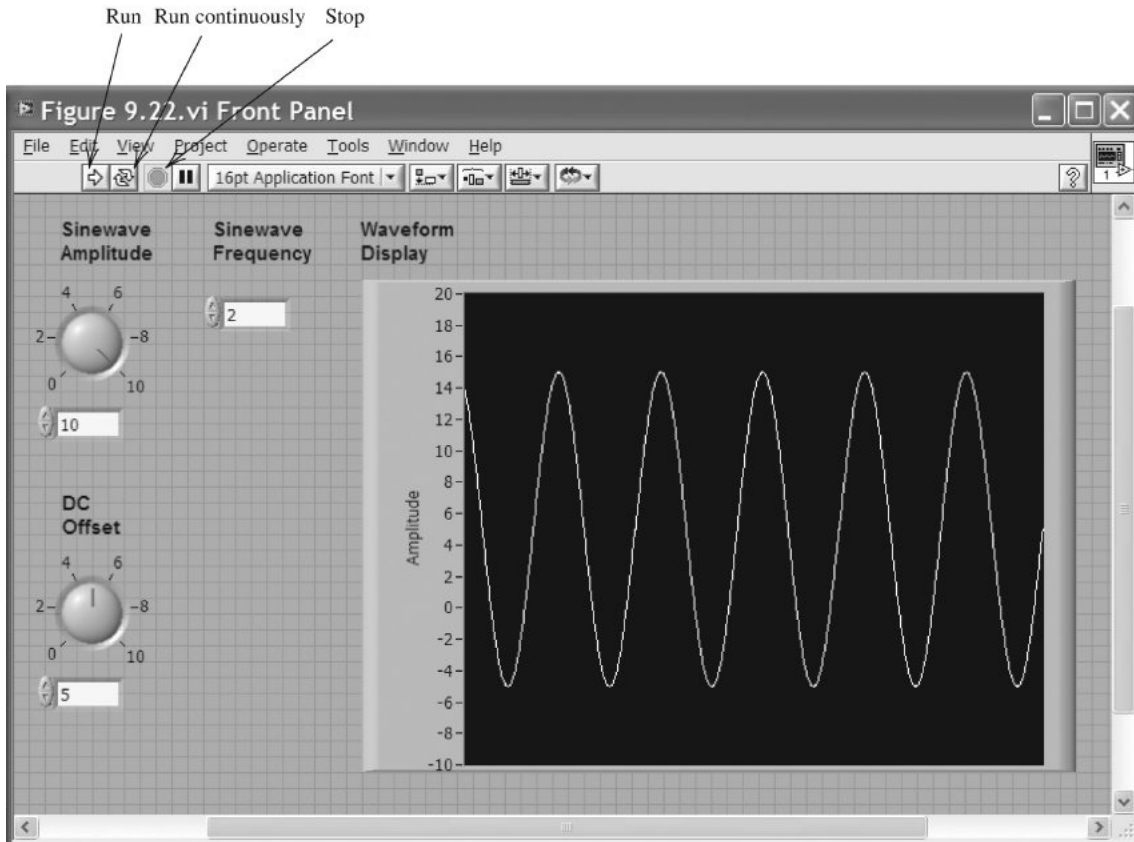 Run Run continuously Stop
Figure 9.22.vi Front Panel
File Edit View Project Operate Tools Window Help
16pt Application Font
?
1
Sinewave
Amplitude
4 6
2 8
0 10
10
Sinewave
Frequency
2
DC
Offset
4 6
2 8
0 10
5
Waveform
Display
Amplitude
20
18
16
14
12
10
8
6
4
2
0
-2
-4
-6
-8
-10